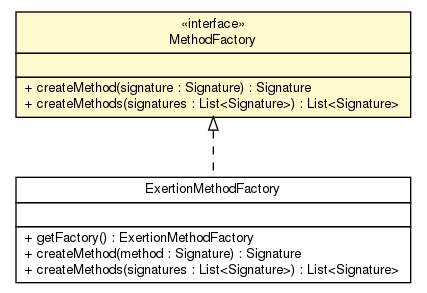 «interface»
MethodFactory
+ createMethod(signature : Signature) : Signature
+ createMethods(signatures : List<Signature>) : List<Signature>
ExertionMethodFactory
+ getFactory() : ExertionMethodFactory
+ createMethod(method : Signature) : Signature
+ createMethods(signatures : List<Signature>) : List<Signature>